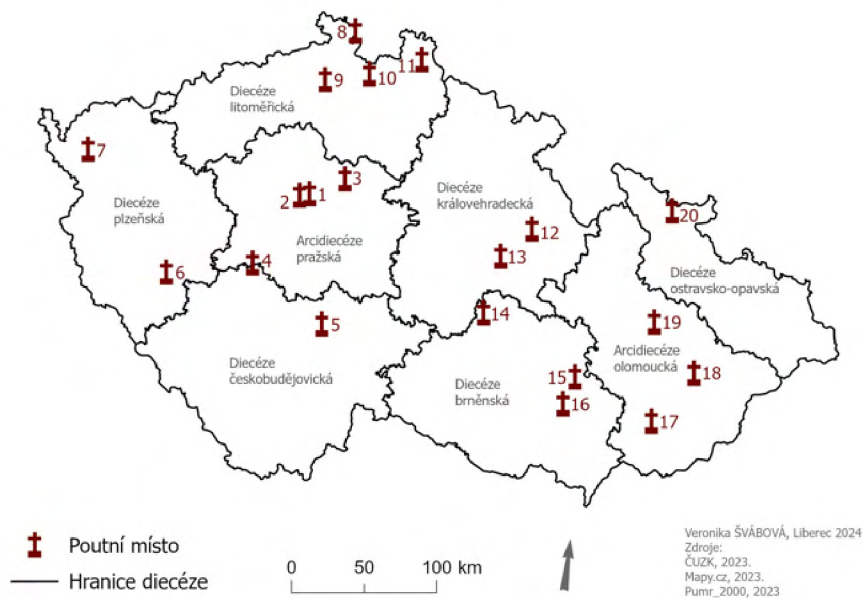 8
11
10
9
Diecéze
litoměřická
7
3
Diecéze
královehradecká
Diecéze
plzeňská
2
1
20
12
Arcidiecéze
pražská
13
4
6
Diecéze
ostravsko-opavská
14
5
19
Arcidiecéze
olomoucká
Diecéze
českobudějovická
18
15
Diecéze
brněnská
16
17
Poutní místo
Hranice diecéze
0 50 100 km
Veronika ŠVÁBOVÁ, Liberec 2024
Zdroje:
ČUZK, 2023.
Mapy.cz, 2023.
Pumr_2000, 2023